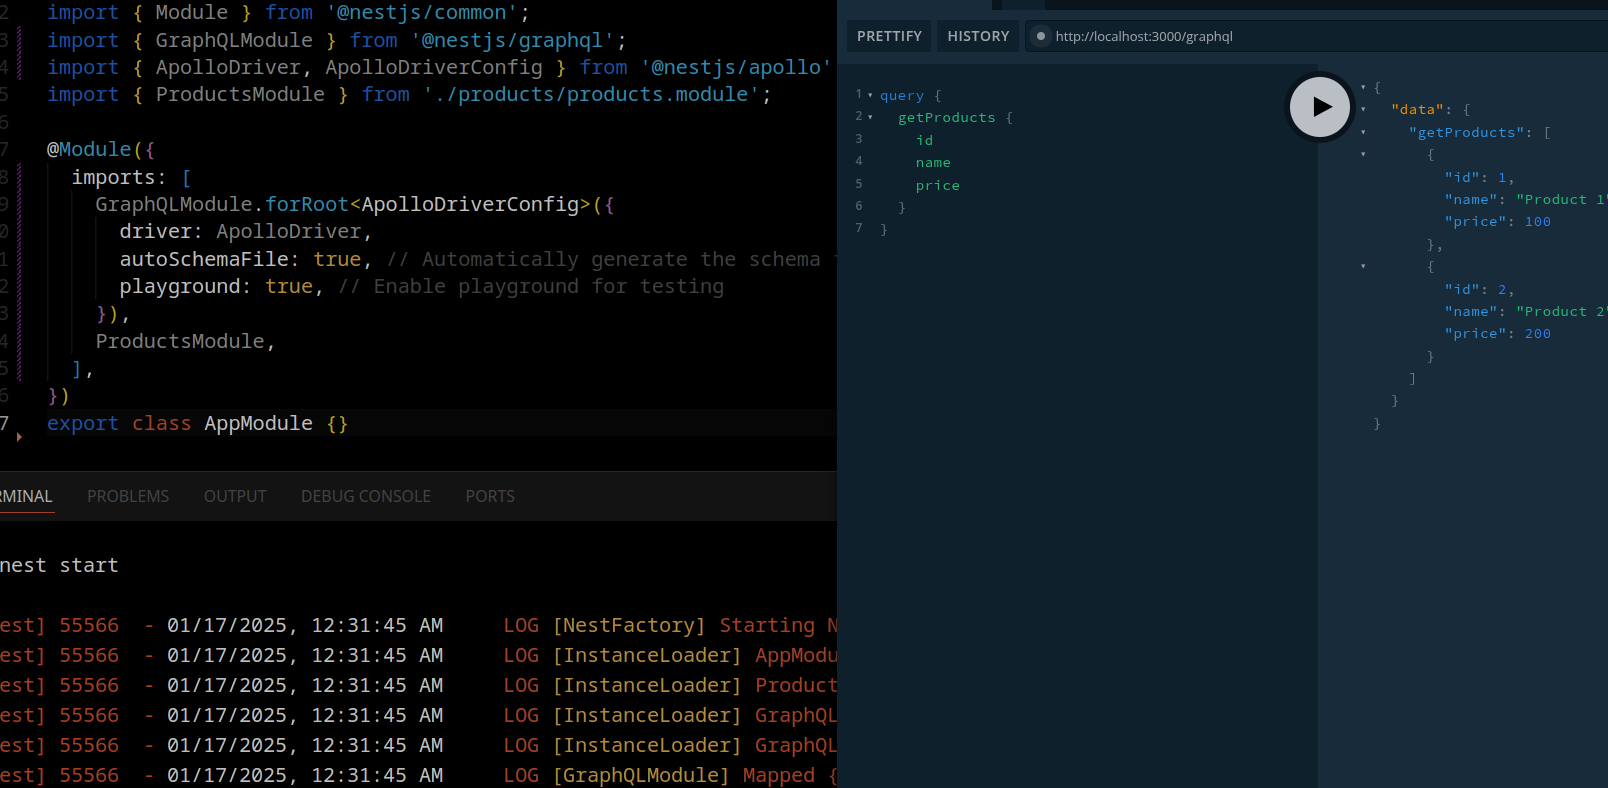 2 import { Module } from '@nestjs/common';
3 import { GraphQLModule } from '@nestjs/graphql';
4 import { ApolloDriver, ApolloDriverConfig } from '@nestjs/apollo'
5 import { ProductsModule } from './products/products.module';
6
7 @Module({
8 imports: [
9 GraphQLModule.forRoot<ApolloDriverConfig>({
0 driver: ApolloDriver,
1 autoSchemaFile: true, // Automatically generate the schema
2 playground: true, // Enable playground for testing
3 }),
4 ProductsModule,
5 ],
6 })
7 export class AppModule {}
RMINAL PROBLEMS OUTPUT DEBUG CONSOLE PORTS
nest start
est] 55566 - 01/17/2025, 12:31:45 AM LOG [NestFactory] Starting N
est] 55566 - 01/17/2025, 12:31:45 AM LOG [InstanceLoader] AppModu
est] 55566 - 01/17/2025, 12:31:45 AM LOG [InstanceLoader] Product
est] 55566 - 01/17/2025, 12:31:45 AM LOG [InstanceLoader] GraphQL
est] 55566 - 01/17/2025, 12:31:45 AM LOG [InstanceLoader] GraphQL
est] 55566 - 01/17/2025, 12:31:45 AM LOG [GraphQLModule] Mapped {
PRETTIFY HISTORY http://localhost:3000/graphql
1 query {
2 getProducts {
3 id
4 name
5 price
6 }
7 }
{
"data": {
"getProducts": [
{
"id": 1,
"name": "Product 1"
"price": 100
},
{
"id": 2,
"name": "Product 2"
"price": 200
}
]
}
}